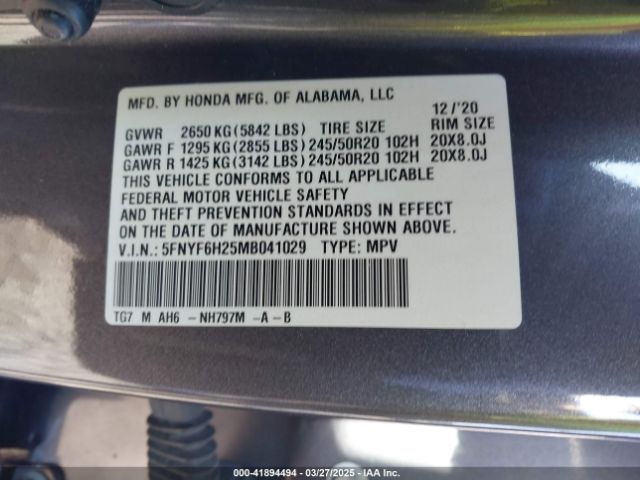 MFD. BY HONDA MFG. OF ALABAMA, LLC
12/'20
GVWR 2650 KG (5842 LBS) TIRE SIZE RIM SIZE
GAWR F 1295 KG (2855 LBS) 245/50R20 102H 20X8.0J
GAWR R 1425 KG (3142 LBS) 245/50R20 102H 20X8.0J
THIS VEHICLE CONFORMS TO ALL APPLICABLE
FEDERAL MOTOR VEHICLE SAFETY
AND THEFT PREVENTION STANDARDS IN EFFECT
ON THE DATE OF MANUFACTURE SHOWN ABOVE.
V.I.N.: 5FNYF6H25MB041029 TYPE: MPV
TG7 M AH6 - NH797M -A-B
000-41894494 - 03/27/2025 - IAA Inc.